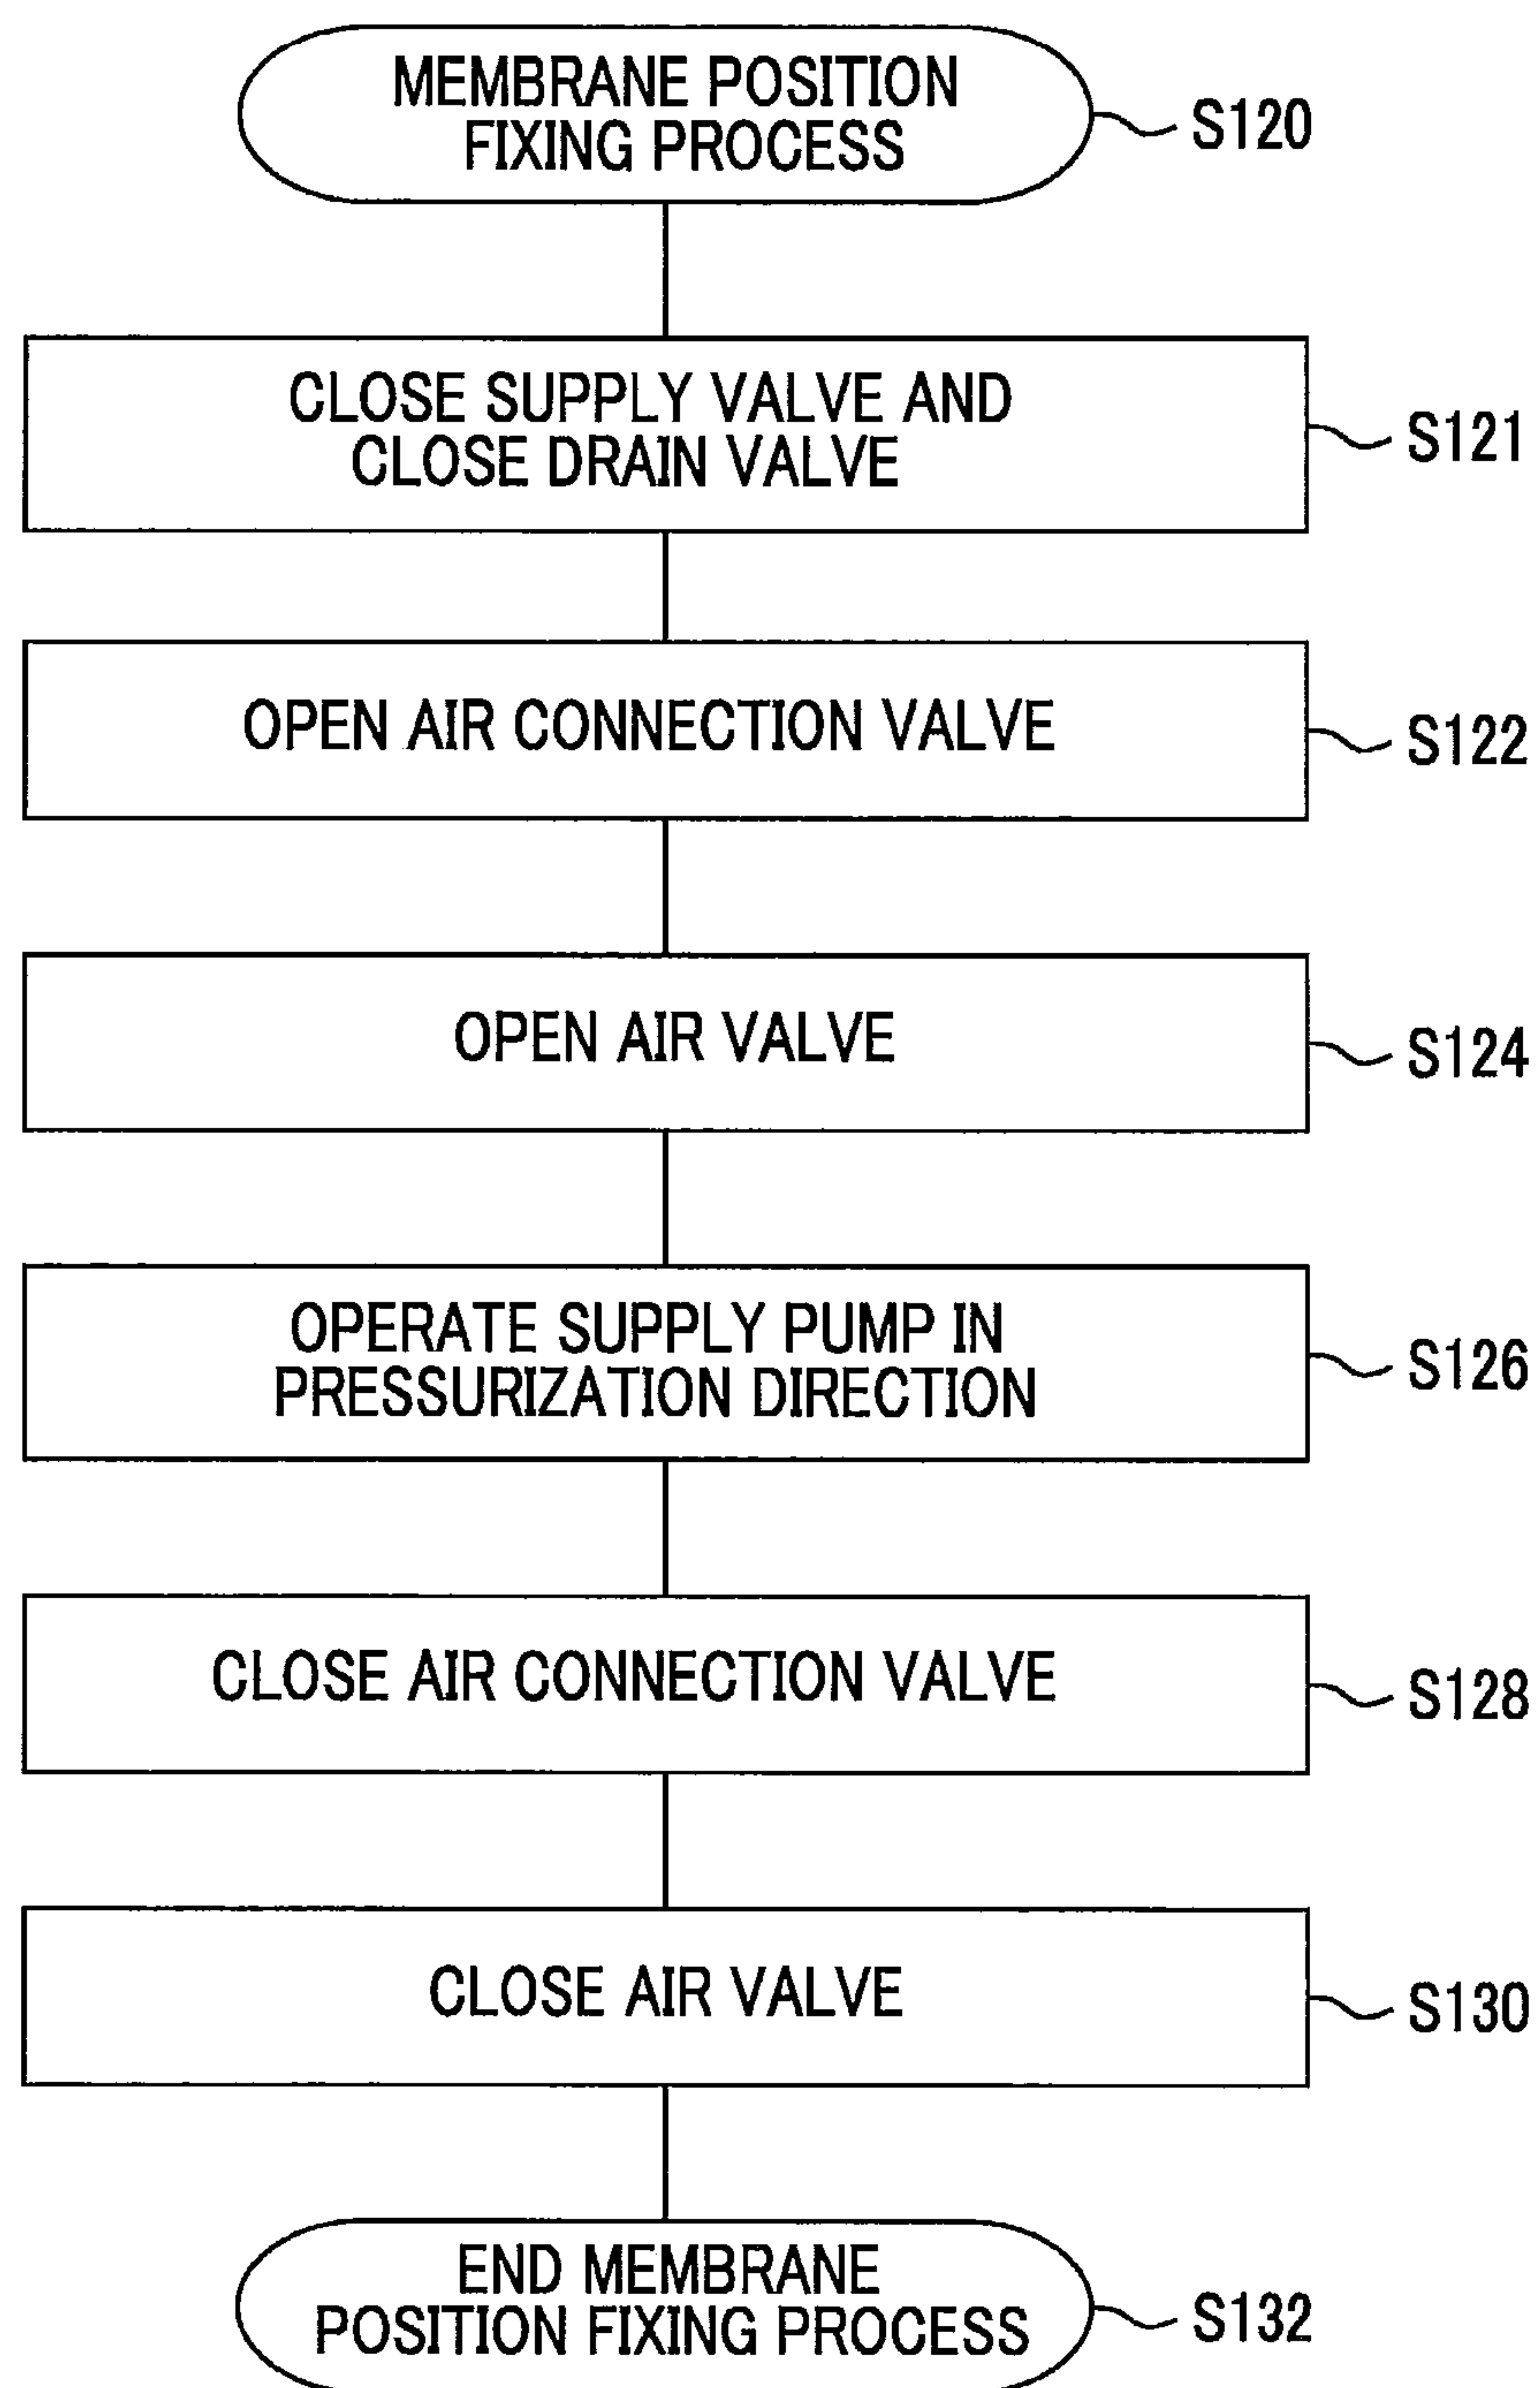 MEMBRANE POSITION
FIXING PROCESS
S120
CLOSE SUPPLY VALVE AND
CLOSE DRAIN VALVE
S121
OPEN AIR CONNECTION VALVE
S122
OPEN AIR VALVE
S124
OPERATE SUPPLY PUMP IN
PRESSURIZATION DIRECTION
S126
CLOSE AIR CONNECTION VALVE
S128
CLOSE AIR VALVE
S130
END MEMBRANE
POSITION FIXING PROCESS
S132